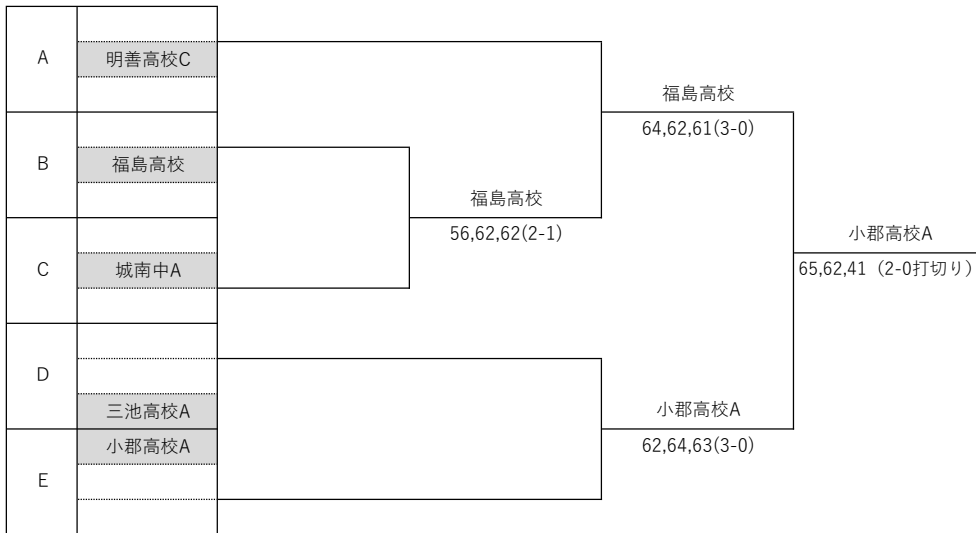 A
明善高校C
B
福島高校
C
城南中A
D
三池高校A
小郡高校A
E
福島高校
56,62,62(2-1)
福島高校
64,62,61(3-0)
小郡高校A
62,64,63(3-0)
小郡高校A
65,62,41（2-0打切り）